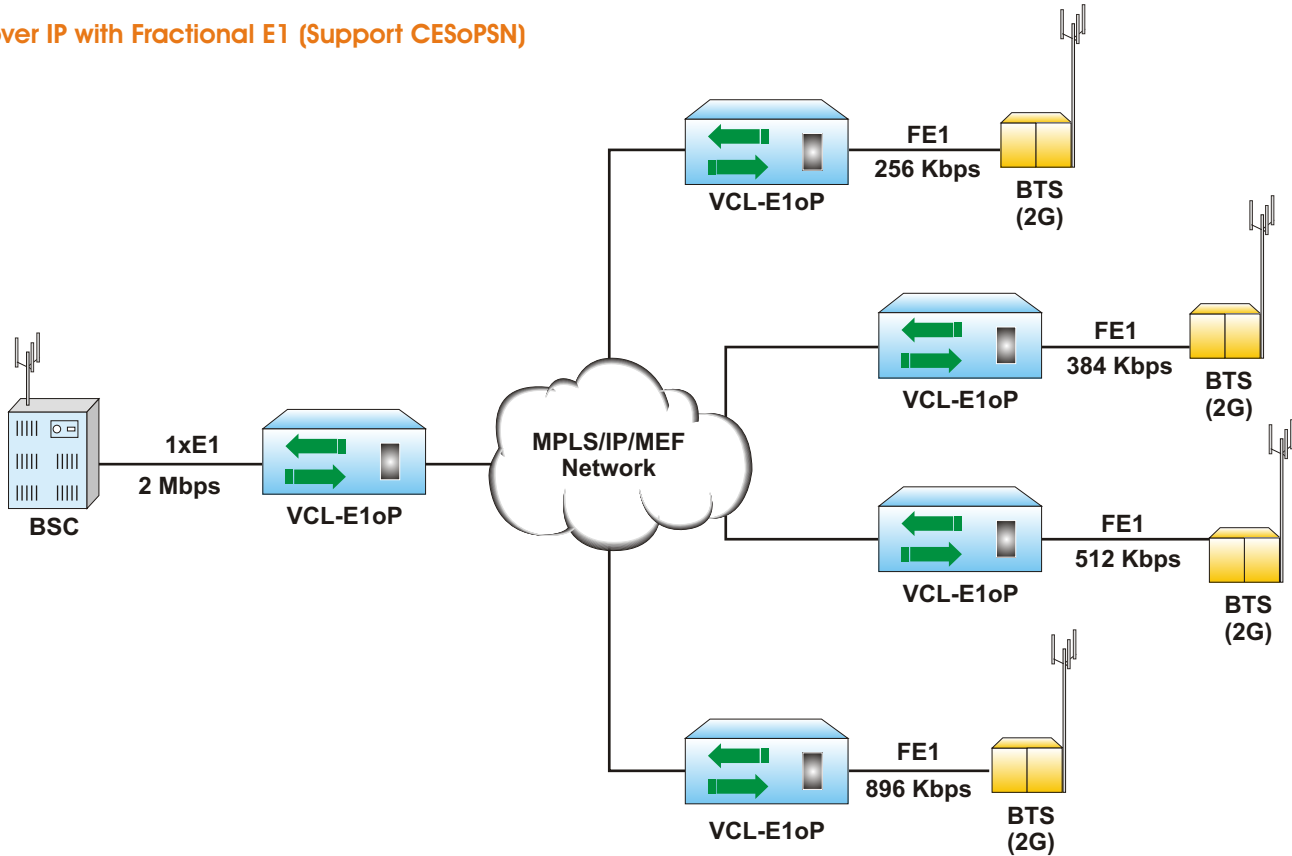 over IP with Fractional E1 (Support CESoPSN)
FE1
256 Kbps
VCL-E1oP
BTS
(2G)
FE1
384 Kbps
VCL-E1oP
BTS
(2G)
1xE1
2 Mbps
BSC
VCL-E1oP
MPLS/IP/MEF
Network
FE1
512 Kbps
VCL-E1oP
BTS
(2G)
FE1
896 Kbps
VCL-E1oP
BTS
(2G)